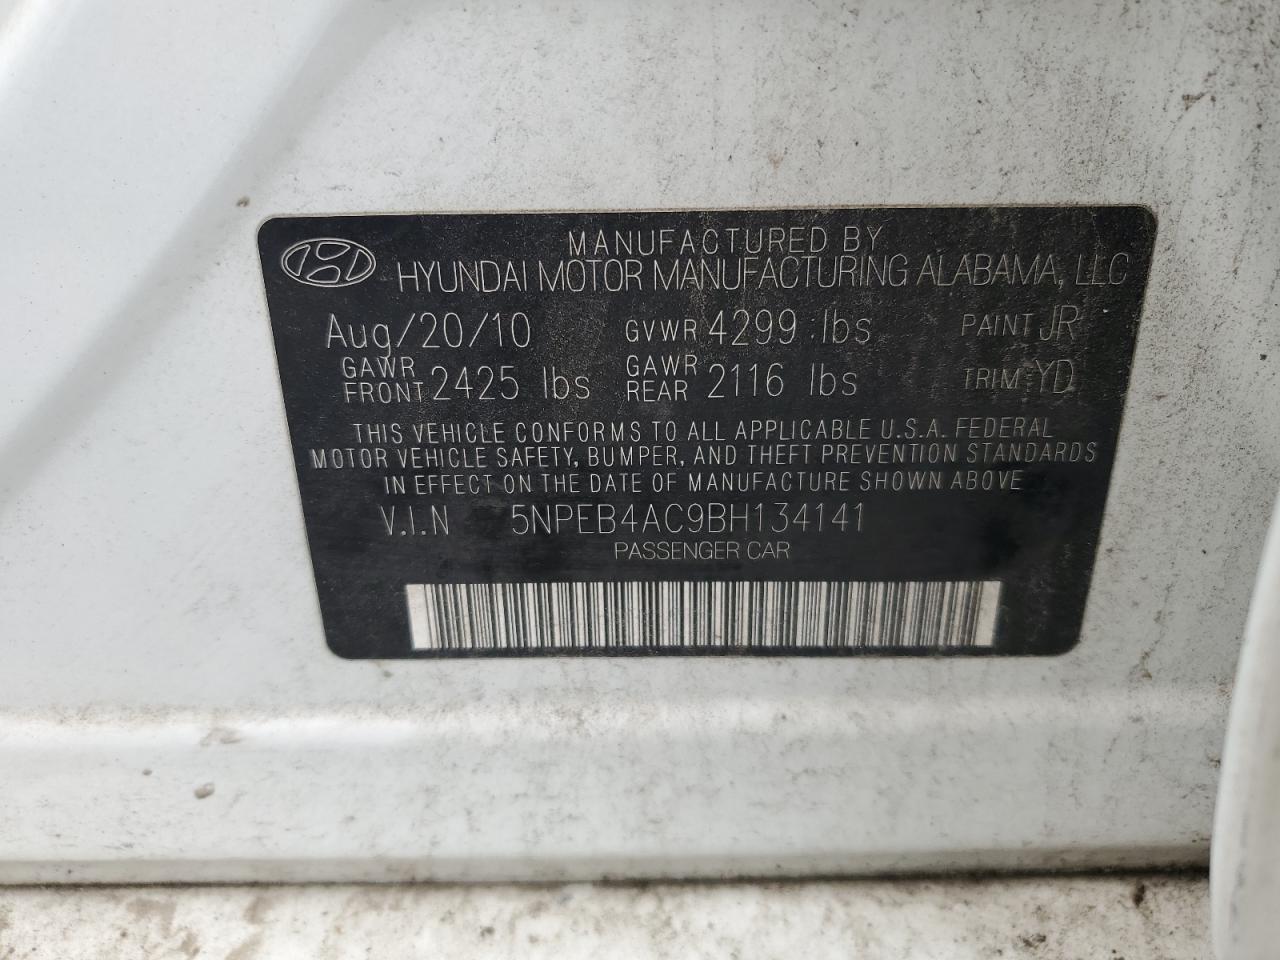 MANUFACTURED BY
HYUNDAI MOTOR MANUFACTURING ALABAMA, LLC
Aug/20/10 GVWR 4299 lbs PAINT JR
GAWR FRONT 2425 lbs GAWR REAR 2116 lbs TRIM YD
THIS VEHICLE CONFORMS TO ALL APPLICABLE U.S.A. FEDERAL
MOTOR VEHICLE SAFETY, BUMPER, AND THEFT PREVENTION STANDARDS
IN EFFECT ON THE DATE OF MANUFACTURE SHOWN ABOVE
V.I.N 5NPEB4AC9BH134141
PASSENGER CAR